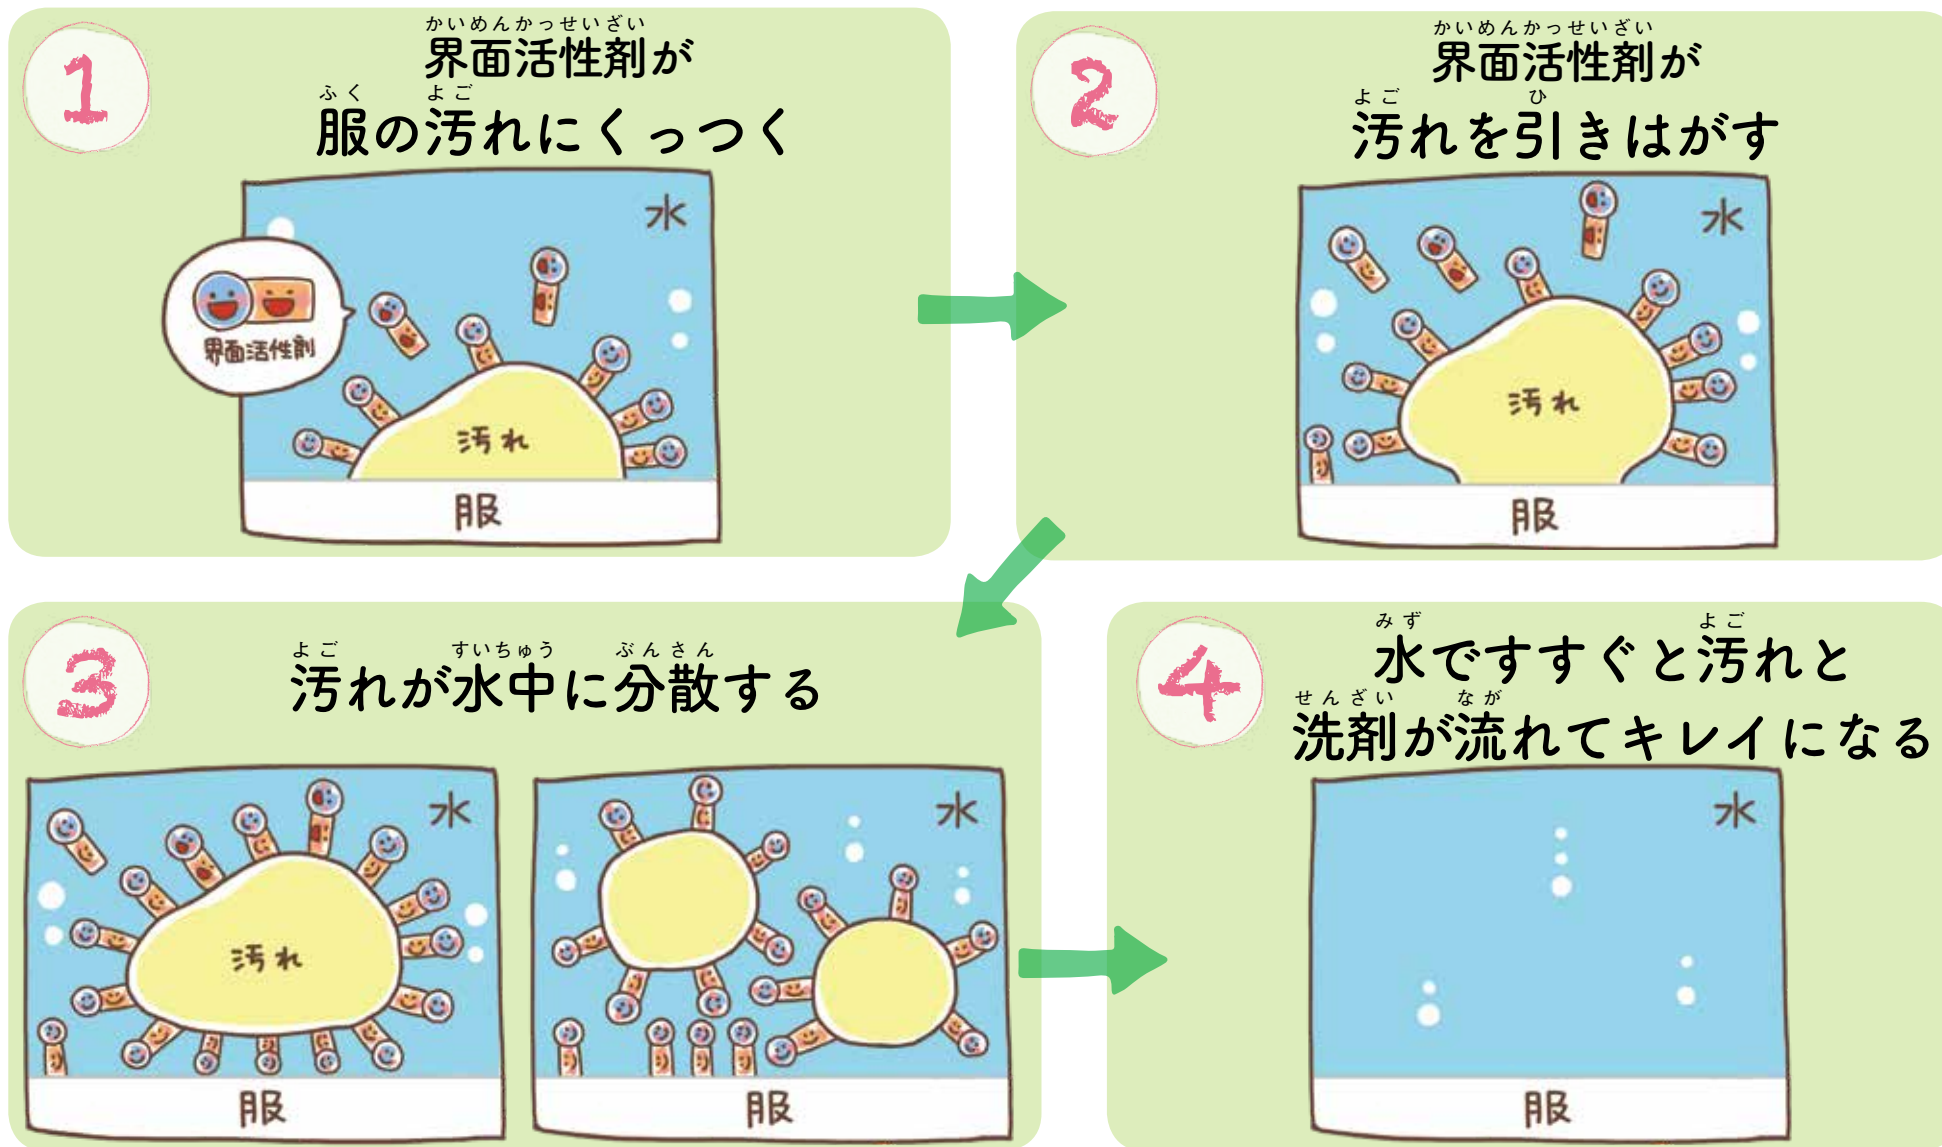 1
かいめんかっせいざい
界面活性剤が
ふく よご
服の汚れにくっつく
水
界面活性剤
汚れ
服
2
かいめんかっせいざい
界面活性剤が
よご ひ
汚れを引きはがす
水
汚れ
服
3
よご すいちゅう ぶんさん
汚れが水中に分散する
水
汚れ
服
水
服
4
みず よご
水ですすぐと汚れと
せんざい なが
洗剤が流れてキレイになる
水
服